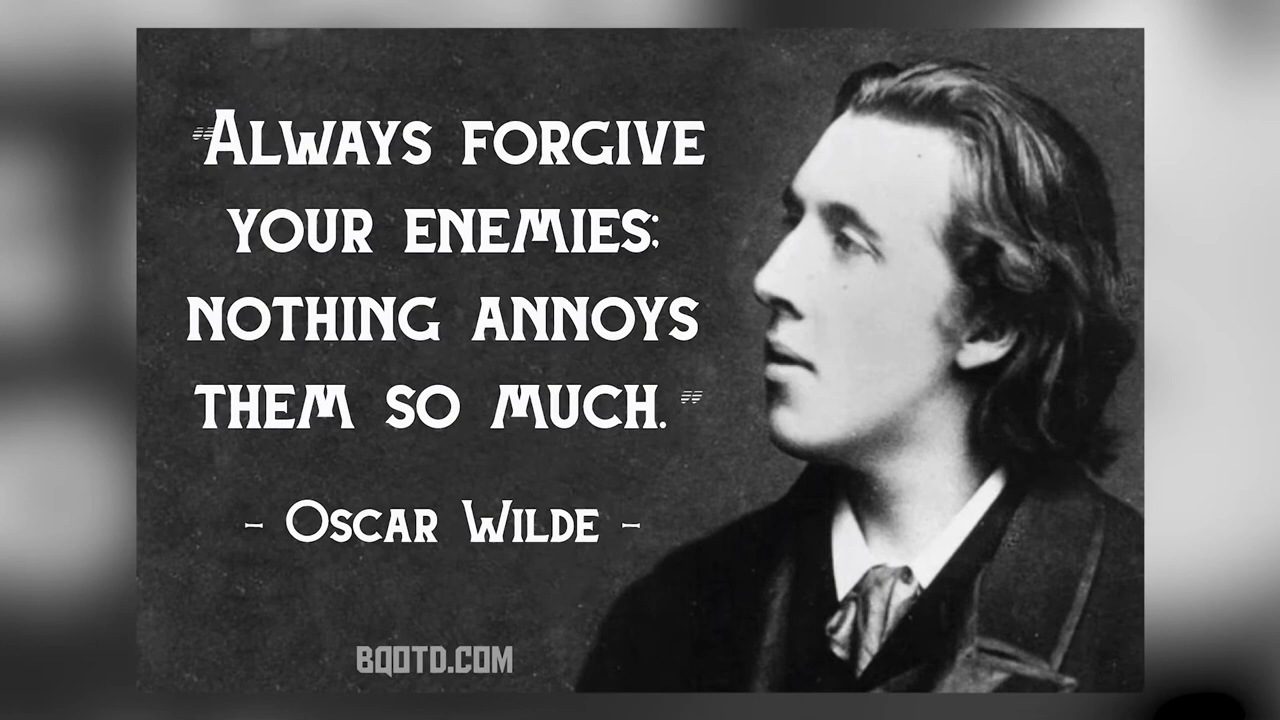 "Always forgive
your enemies;
nothing annoys
them so much."
- Oscar Wilde -
BQOTD.COM